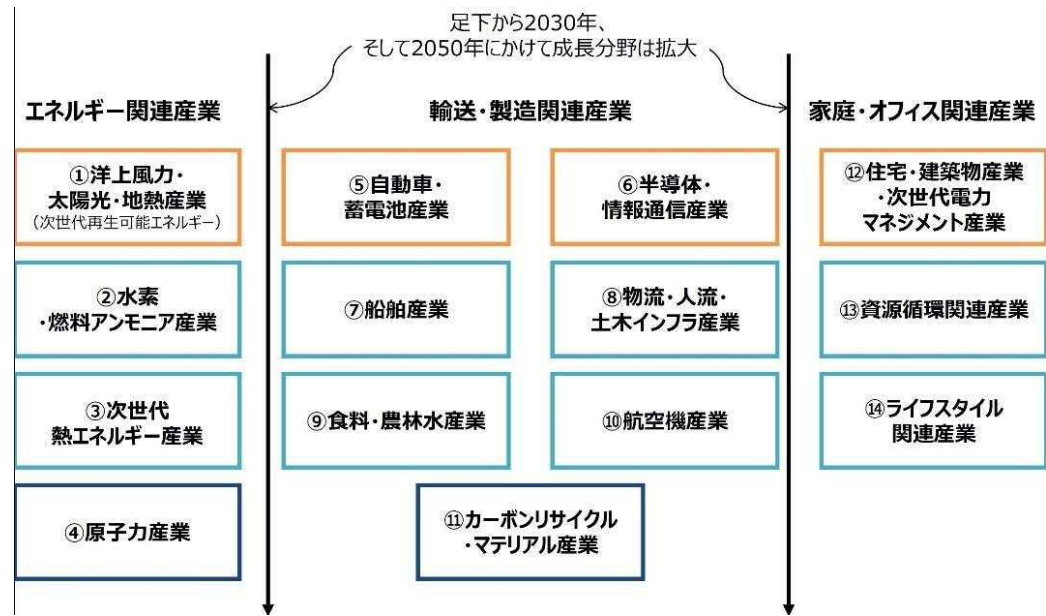 足下から2030年、
そして2050年にかけて成長分野は拡大
エネルギー関連産業
輸送・製造関連産業
家庭・オフィス関連産業
①洋上風力・
太陽光・地熱産業
（次世代再生可能エネルギー）
⑤自動車・
蓄電池産業
⑥半導体・
情報通信産業
⑫住宅・建築物産業
・次世代電力
マネジメント産業
②水素
・燃料アンモニア産業
⑦船舶産業
⑧物流・人流・
土木インフラ産業
⑬資源循環関連産業
③次世代
熱エネルギー産業
⑨食料・農林水産業
⑩航空機産業
⑭ライフスタイル
関連産業
④原子力産業
⑪カーボンリサイクル
・マテリアル産業